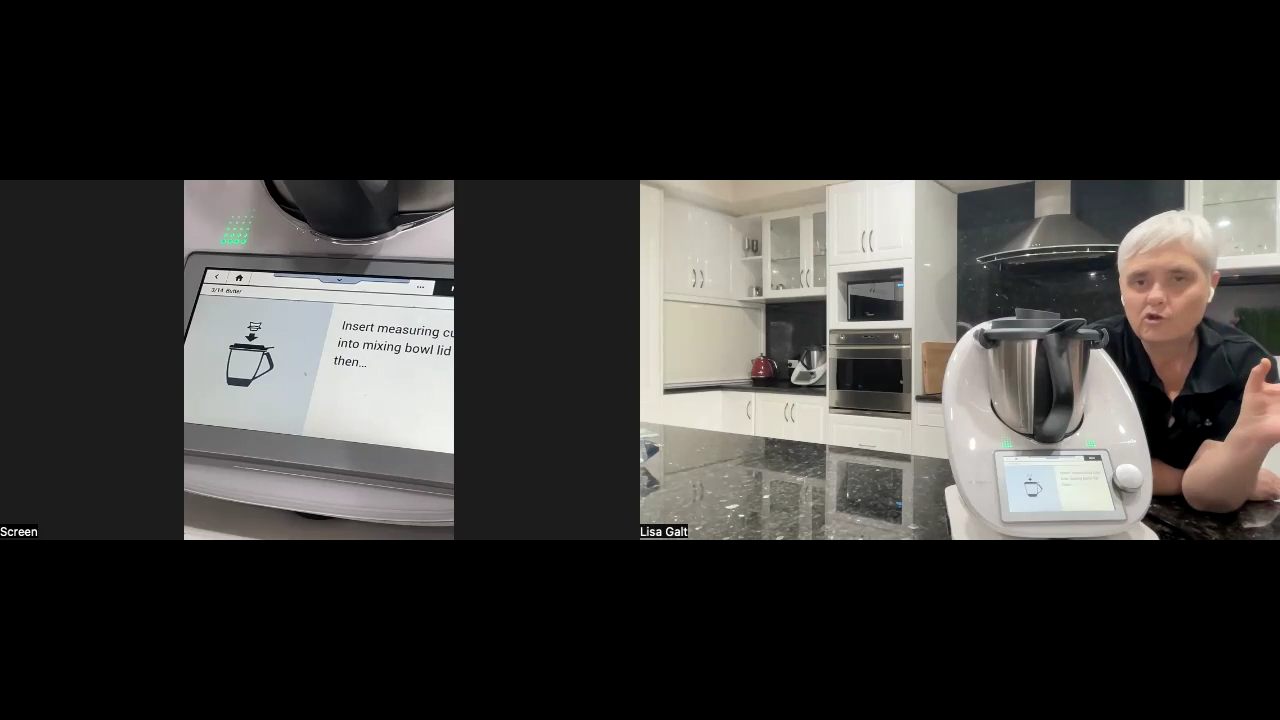 3/14 Butter
Insert measuring cu
into mixing bowl lid
then...
Screen
Lisa Galt